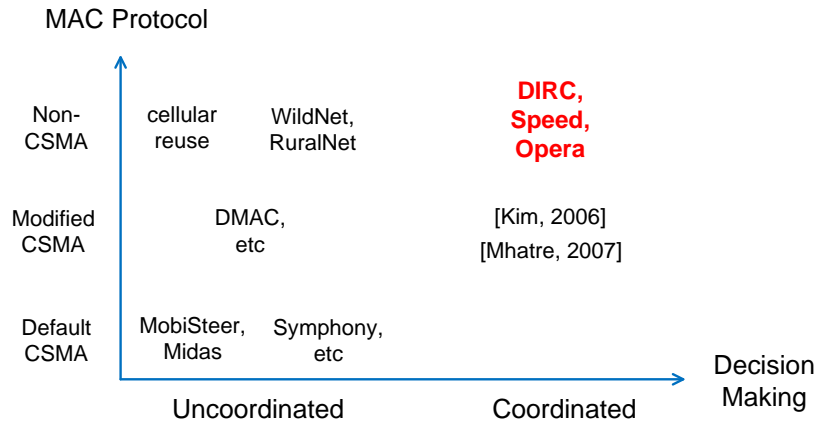 MAC Protocol
Non-
CSMA
cellular
reuse
WildNet,
RuralNet
DIRC,
Speed,
Opera
Modified
CSMA
DMAC,
etc
[Kim, 2006]
[Mhatre, 2007]
Default
CSMA
MobiSteer,
Midas
Symphony,
etc
Decision
Making
Uncoordinated
Coordinated